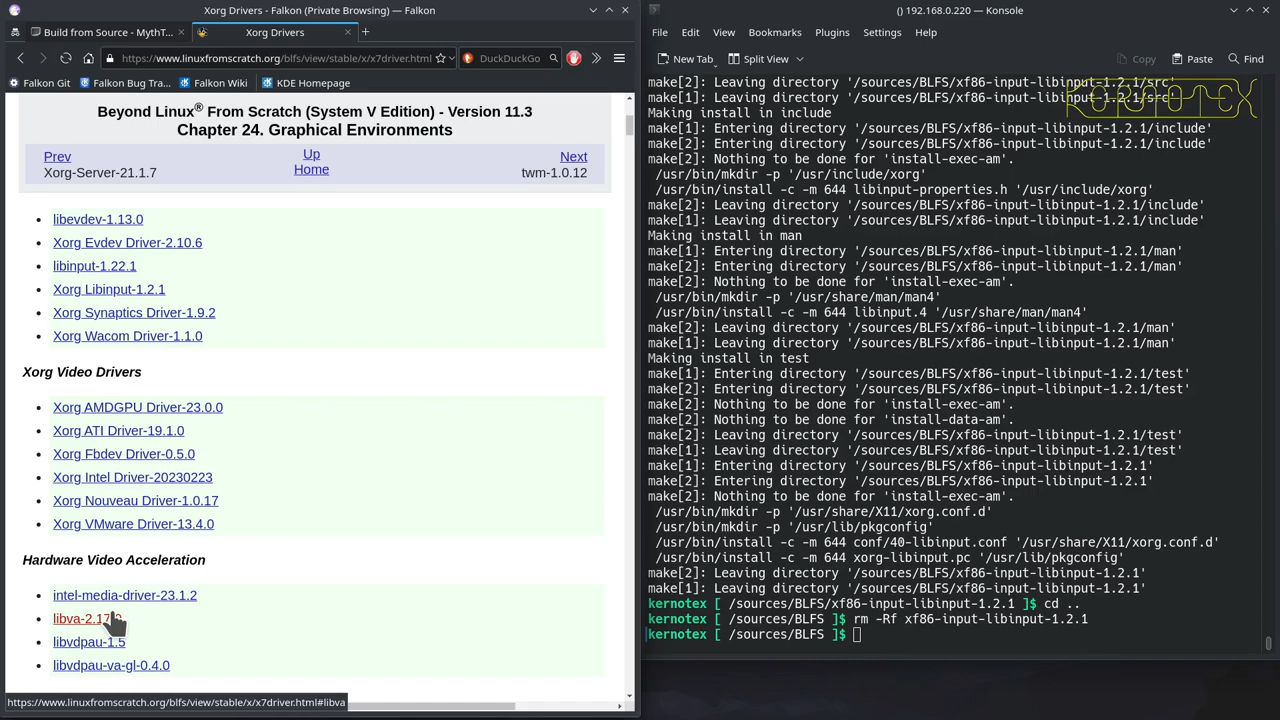 Xorg Drivers - Falkon (Private Browsing) — Falkon
Build from Source - MythT...
Xorg Drivers
https://www.linuxfromscratch.org/blfs/view/stable/x/x7driver.html
DuckDuckGo
Falkon Git
Falkon Bug Tra...
Falkon Wiki
KDE Homepage
Beyond Linux® From Scratch (System V Edition) - Version 11.3
Chapter 24. Graphical Environments
Prev
Up
Next
Xorg-Server-21.1.7
Home
twm-1.0.12
• libevdev-1.13.0
• Xorg Evdev Driver-2.10.6
• libinput-1.22.1
• Xorg Libinput-1.2.1
• Xorg Synaptics Driver-1.9.2
• Xorg Wacom Driver-1.1.0
Xorg Video Drivers
• Xorg AMDGPU Driver-23.0.0
• Xorg ATI Driver-19.1.0
• Xorg Fbdev Driver-0.5.0
• Xorg Intel Driver-20230223
• Xorg Nouveau Driver-1.0.17
• Xorg VMware Driver-13.4.0
Hardware Video Acceleration
• intel-media-driver-23.1.2
• libva-2.17.0
• libvdpau-1.5
• libvdpau-va-gl-0.4.0
https://www.linuxfromscratch.org/blfs/view/stable/x/x7driver.html#libva
() 192.168.0.220 — Konsole
File Edit View Bookmarks Plugins Settings Help
New Tab
Split View
Copy
Paste
Find
KERNOTEX
make[2]: Leaving directory '/sources/BLFS/xf86-input-libinput-1.2.1/src'
make[1]: Leaving directory '/sources/BLFS/xf86-input-libinput-1.2.1/src'
Making install in include
make[1]: Entering directory '/sources/BLFS/xf86-input-libinput-1.2.1/include'
make[2]: Entering directory '/sources/BLFS/xf86-input-libinput-1.2.1/include'
make[2]: Nothing to be done for 'install-exec-am'.
/usr/bin/mkdir -p '/usr/include/xorg'
/usr/bin/install -c -m 644 libinput-properties.h '/usr/include/xorg'
make[2]: Leaving directory '/sources/BLFS/xf86-input-libinput-1.2.1/include'
make[1]: Leaving directory '/sources/BLFS/xf86-input-libinput-1.2.1/include'
Making install in man
make[1]: Entering directory '/sources/BLFS/xf86-input-libinput-1.2.1/man'
make[2]: Entering directory '/sources/BLFS/xf86-input-libinput-1.2.1/man'
make[2]: Nothing to be done for 'install-exec-am'.
/usr/bin/mkdir -p '/usr/share/man/man4'
/usr/bin/install -c -m 644 libinput.4 '/usr/share/man/man4'
make[2]: Leaving directory '/sources/BLFS/xf86-input-libinput-1.2.1/man'
make[1]: Leaving directory '/sources/BLFS/xf86-input-libinput-1.2.1/man'
Making install in test
make[1]: Entering directory '/sources/BLFS/xf86-input-libinput-1.2.1/test'
make[2]: Entering directory '/sources/BLFS/xf86-input-libinput-1.2.1/test'
make[2]: Nothing to be done for 'install-exec-am'.
make[2]: Nothing to be done for 'install-data-am'.
make[2]: Leaving directory '/sources/BLFS/xf86-input-libinput-1.2.1/test'
make[1]: Leaving directory '/sources/BLFS/xf86-input-libinput-1.2.1/test'
make[1]: Entering directory '/sources/BLFS/xf86-input-libinput-1.2.1'
make[2]: Entering directory '/sources/BLFS/xf86-input-libinput-1.2.1'
make[2]: Nothing to be done for 'install-exec-am'.
/usr/bin/mkdir -p '/usr/share/X11/xorg.conf.d'
/usr/bin/mkdir -p '/usr/lib/pkgconfig'
/usr/bin/install -c -m 644 conf/40-libinput.conf '/usr/share/X11/xorg.conf.d'
/usr/bin/install -c -m 644 xorg-libinput.pc '/usr/lib/pkgconfig'
make[2]: Leaving directory '/sources/BLFS/xf86-input-libinput-1.2.1'
make[1]: Leaving directory '/sources/BLFS/xf86-input-libinput-1.2.1'
kernotex [ /sources/BLFS/xf86-input-libinput-1.2.1 ]$ cd ..
kernotex [ /sources/BLFS ]$ rm -Rf xf86-input-libinput-1.2.1
kernotex [ /sources/BLFS ]$